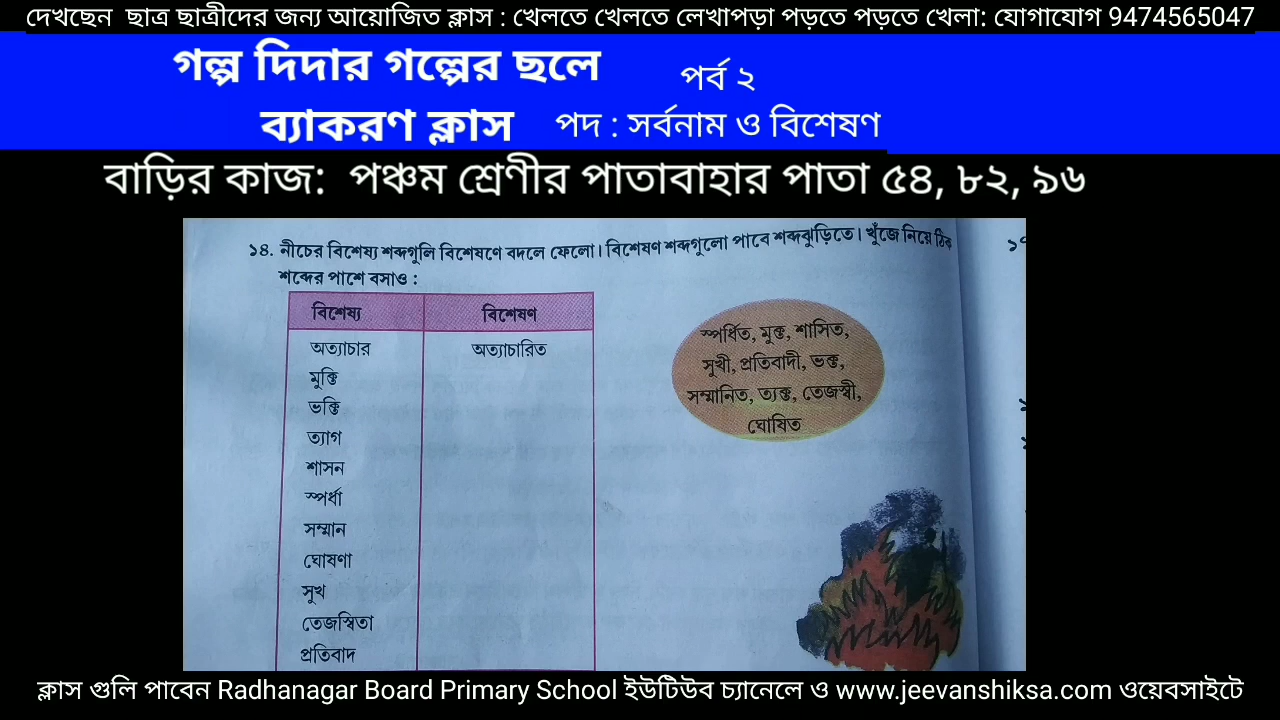 দেখছেন ছাত্র ছাত্রীদের জন্য আয়োজিত ক্লাস : খেলতে খেলতে লেখাপড়া পড়তে পড়তে খেলা: যোগাযোগ 9474565047
গল্প দিদার গল্পের ছলে
পর্ব ২
ব্যাকরণ ক্লাস পদ : সর্বনাম ও বিশেষণ
বাড়ির কাজ: পঞ্চম শ্রেণীর পাতাবাহার পাতা ৫৪, ৮২, ৯৬
১৪. নীচের বিশেষ্য শব্দগুলি বিশেষণে বদলে ফেলো। বিশেষণ শব্দগুলো পাবে শব্দঝুড়িতে। খুঁজে নিয়ে ঠিক
শব্দের পাশে বসাও :
বিশেষ্য বিশেষণ
অত্যাচার অত্যাচারিত
মুক্তি
ভক্তি
ত্যাগ
শাসন
স্পর্ধা
সম্মান
ঘোষণা
সুখ
তেজস্বিতা
প্রতিবাদ
স্পর্ধিত, মুক্ত, শাসিত,
সুখী, প্রতিবাদী, ভক্ত,
সম্মানিত, ত্যক্ত, তেজস্বী,
ঘোষিত
ক্লাস গুলি পাবেন Radhanagar Board Primary School ইউটিউব চ্যানেলে ও www.jeevanshiksa.com ওয়েবসাইটে